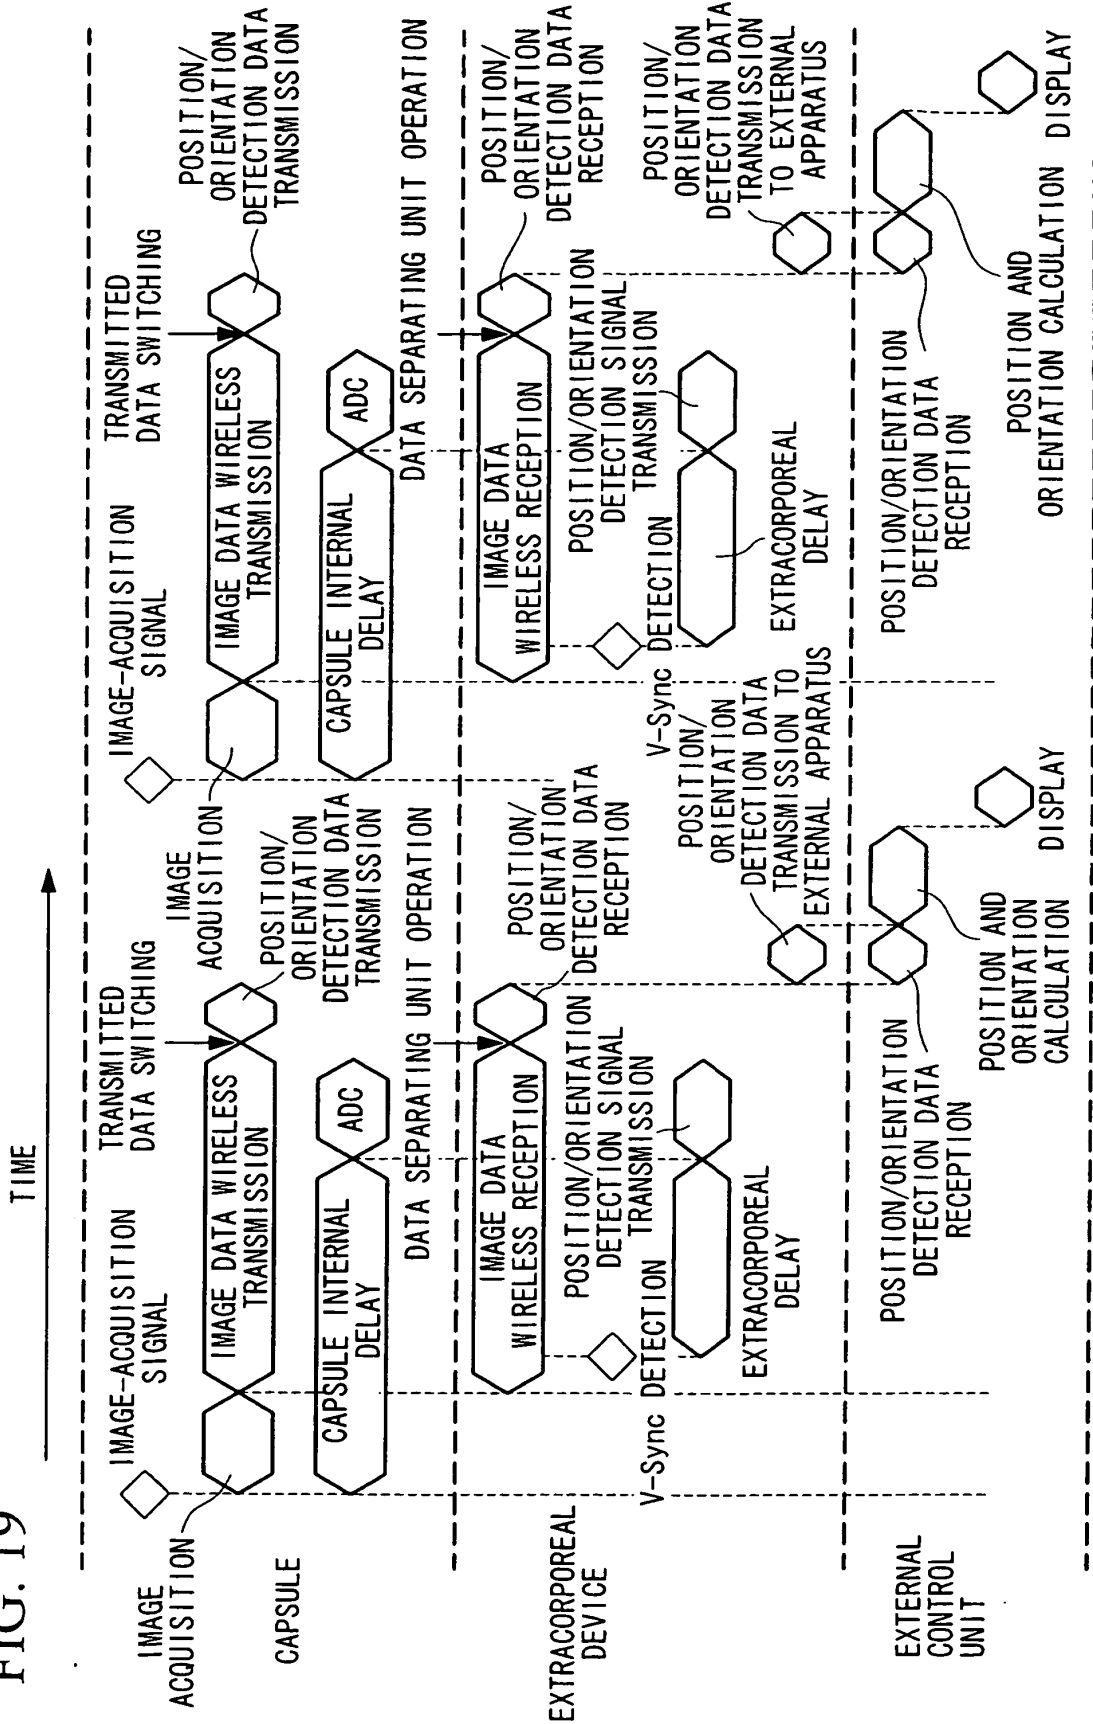 FIG. 19
TIME
IMAGE-ACQUISITION
SIGNAL
TRANSMITTED
DATA SWITCHING
IMAGE-ACQUISITION
SIGNAL
TRANSMITTED
DATA SWITCHING
IMAGE
ACQUISITION
IMAGE DATA WIRELESS
TRANSMISSION
POSITION/
ORIENTATION
DETECTION DATA
TRANSMISSION
IMAGE
ACQUISITION
IMAGE DATA WIRELESS
TRANSMISSION
POSITION/
ORIENTATION
DETECTION DATA
TRANSMISSION
CAPSULE
CAPSULE INTERNAL
DELAY
ADC
CAPSULE INTERNAL
DELAY
ADC
DATA SEPARATING UNIT OPERATION
DATA SEPARATING UNIT OPERATION
EXTRACORPOREAL
DEVICE
IMAGE DATA
WIRELESS RECEPTION
POSITION/
ORIENTATION
DETECTION DATA
RECEPTION
IMAGE DATA
WIRELESS RECEPTION
POSITION/
ORIENTATION
DETECTION DATA
RECEPTION
POSITION/ORIENTATION
DETECTION SIGNAL
TRANSMISSION
POSITION/ORIENTATION
DETECTION SIGNAL
TRANSMISSION
V-Sync DETECTION
V-Sync DETECTION
EXTRACORPOREAL
DELAY
POSITION/
ORIENTATION
DETECTION DATA
TRANSMISSION TO
EXTERNAL APPARATUS
EXTRACORPOREAL
DELAY
POSITION/
ORIENTATION
DETECTION DATA
TRANSMISSION
TO EXTERNAL
APPARATUS
EXTERNAL
CONTROL
UNIT
POSITION/ORIENTATION
DETECTION DATA
RECEPTION
POSITION AND
ORIENTATION
CALCULATION
DISPLAY
POSITION/ORIENTATION
DETECTION DATA
RECEPTION
POSITION AND
ORIENTATION CALCULATION
DISPLAY